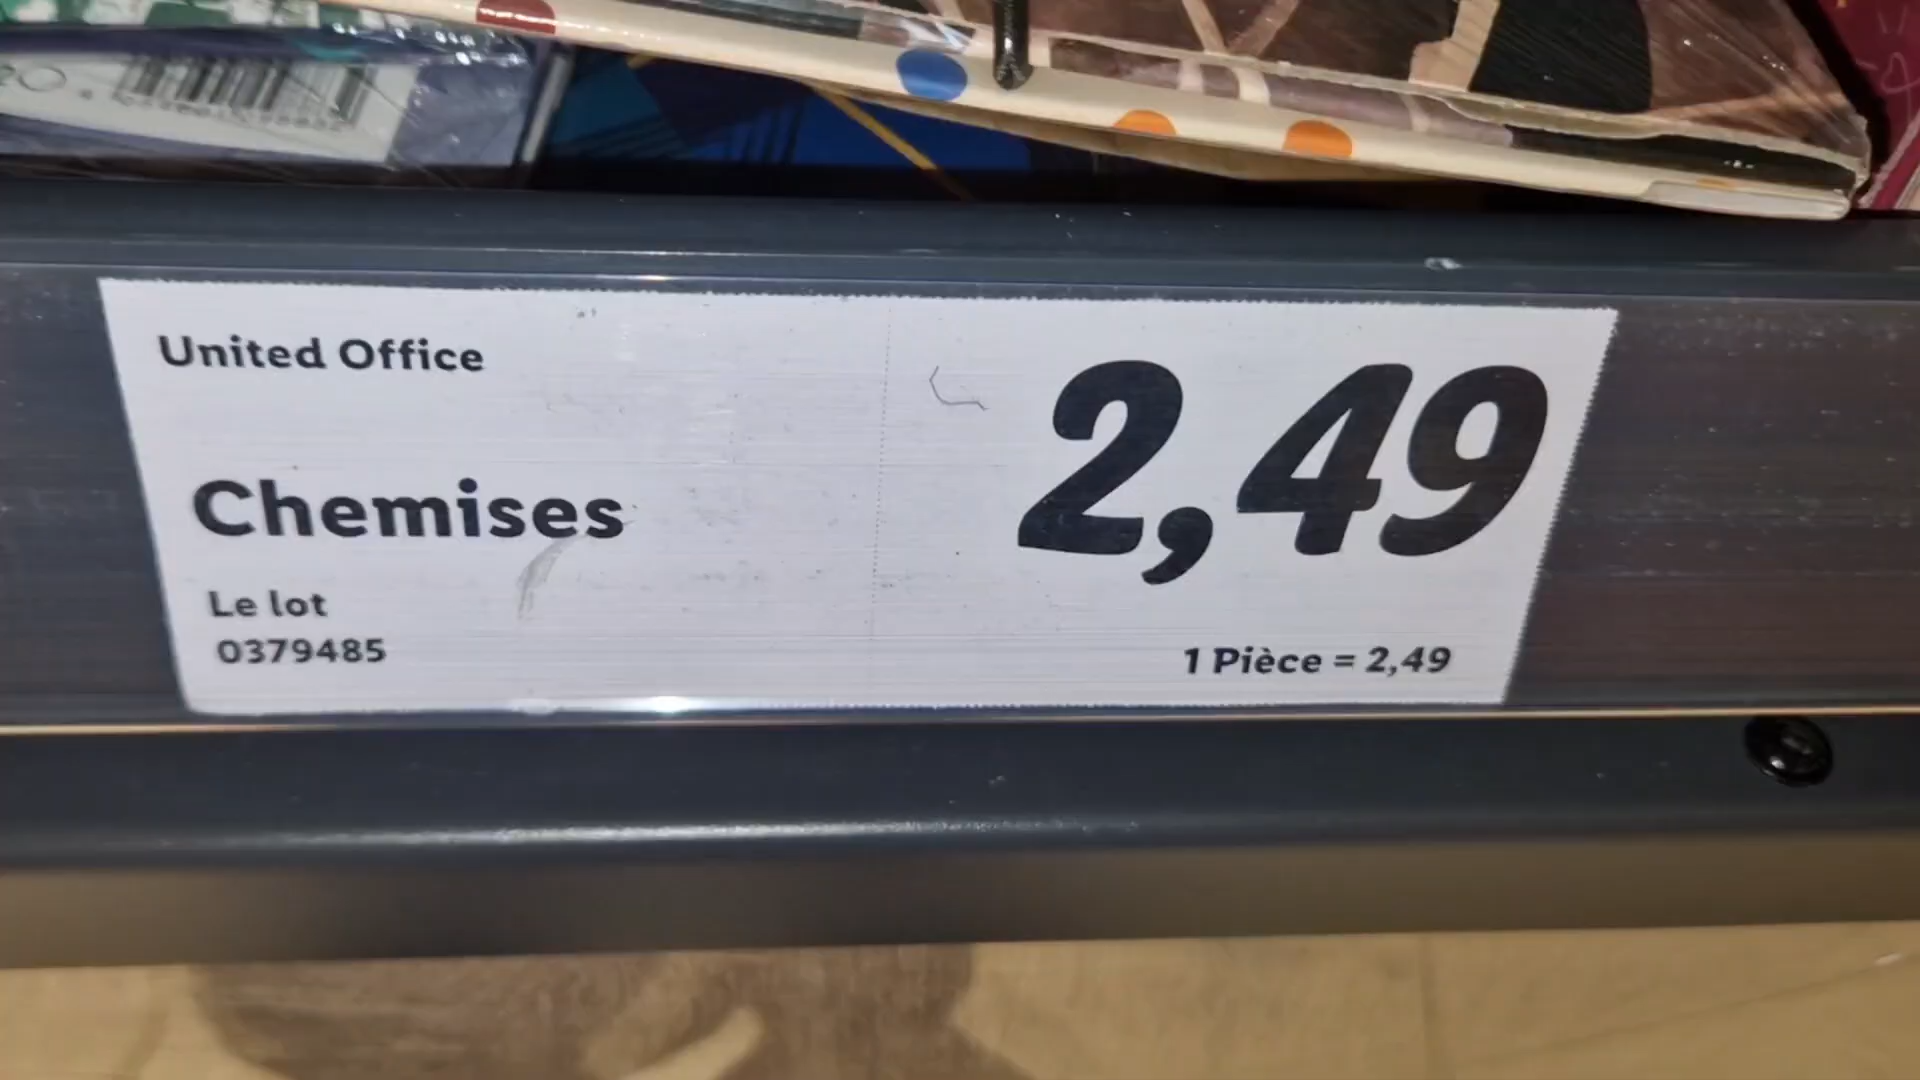 United Office
Chemises
Le lot
0379485
2,49
1 Pièce = 2,49